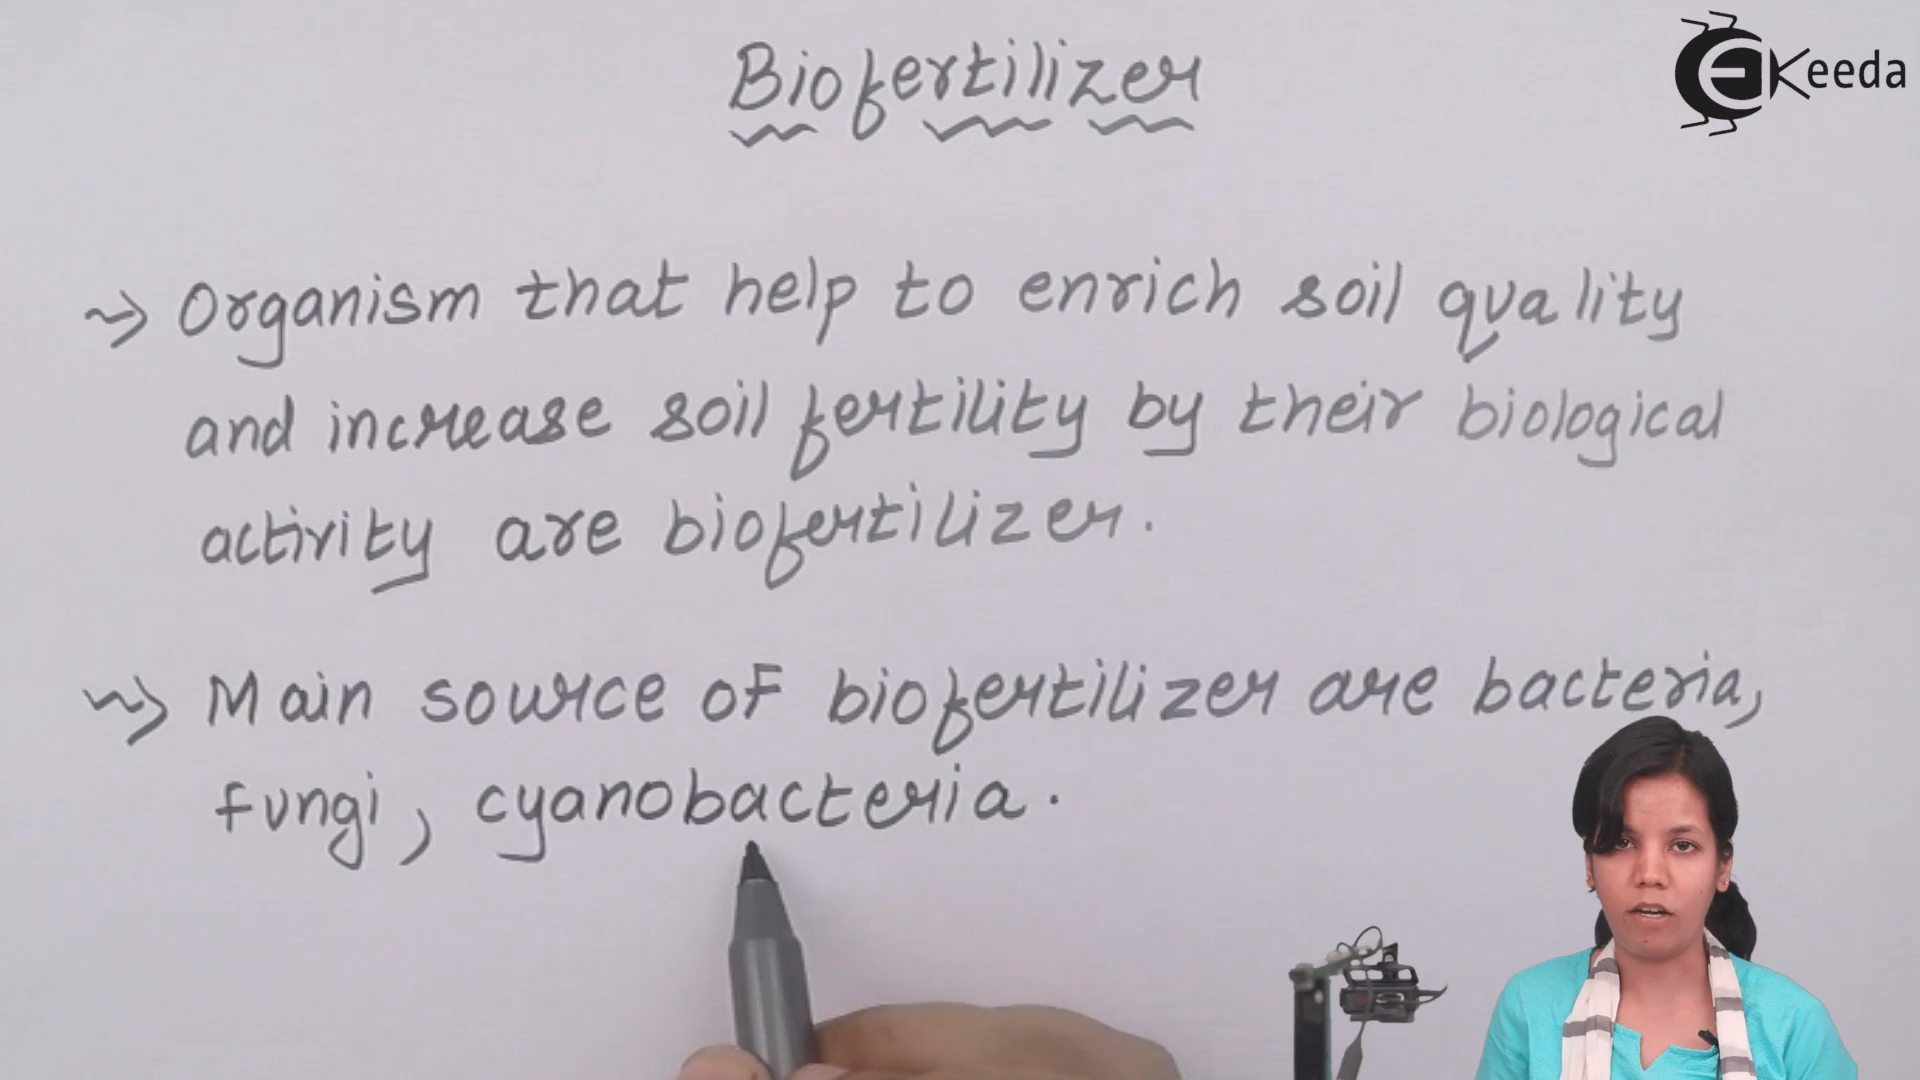 Biofertilizer
EKeeda
~> Organism that help to enrich soil quality
and increase soil fertility by their biological
activity are biofertilizer.
~> Main source of biofertilizer are bacteria,
fungi, cyanobacteria.